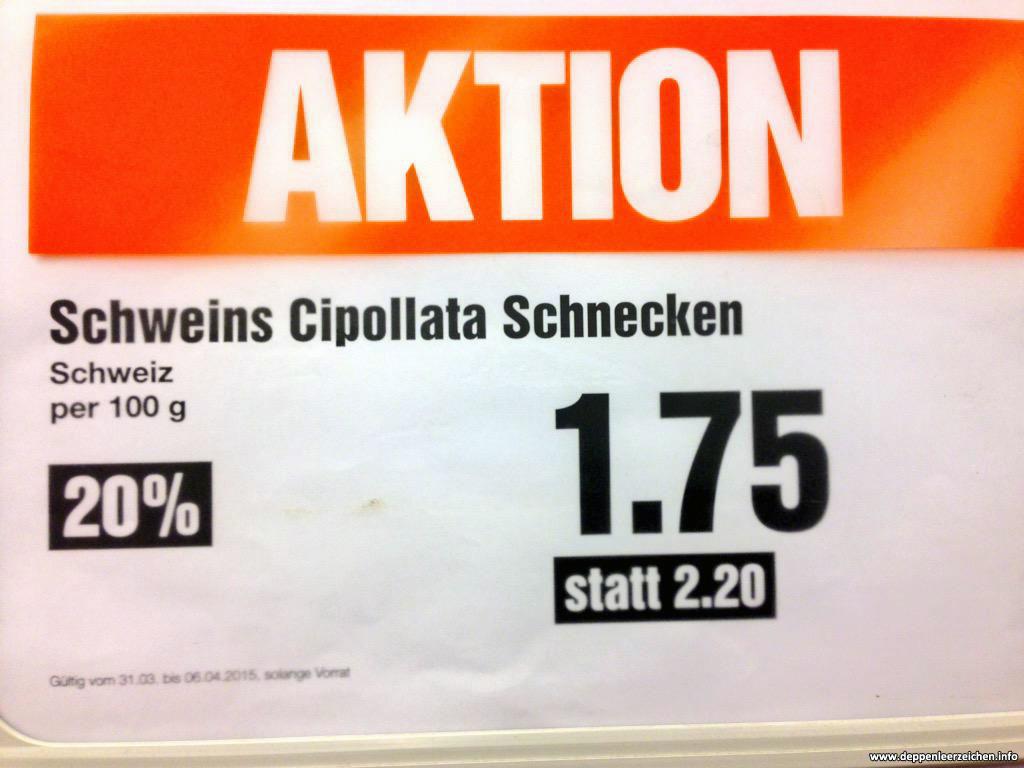 AKTION
Schweins Cipollata Schnecken
Schweiz
per 100 g
1.75
20%
statt 2.20
Gültig vom 31.03. bis 06.04.2015, solange Vorrat
www.deppenleerzeichen.info